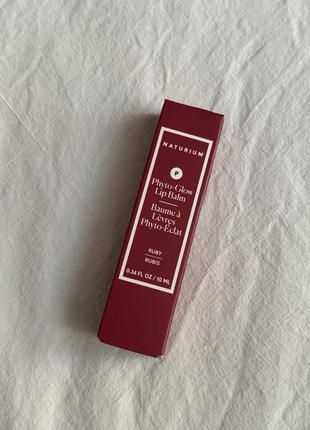 NATURIUM
P
Phyto-Glow
Lip Balm
Baume à
Lèvres
Phyto-Éclat
RUBY
RUBIS
0.34 FL OZ / 10 ML